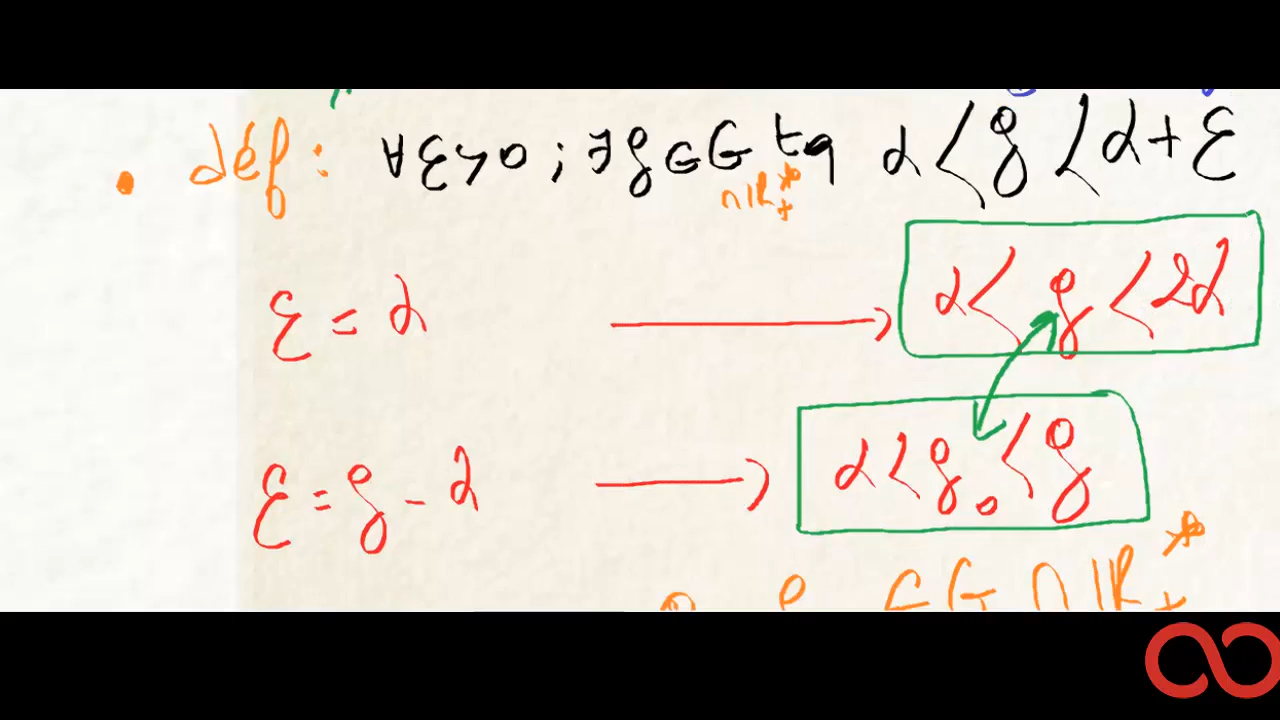 • déf : ∀ε>0 ; ∃g∈G tq α<g<α+ε
∩ℝ*₊
ε = α ⟶ α<g<2α
ε = g - α ⟶ α<g₀<g
∈ G ∩ ℝ*₊